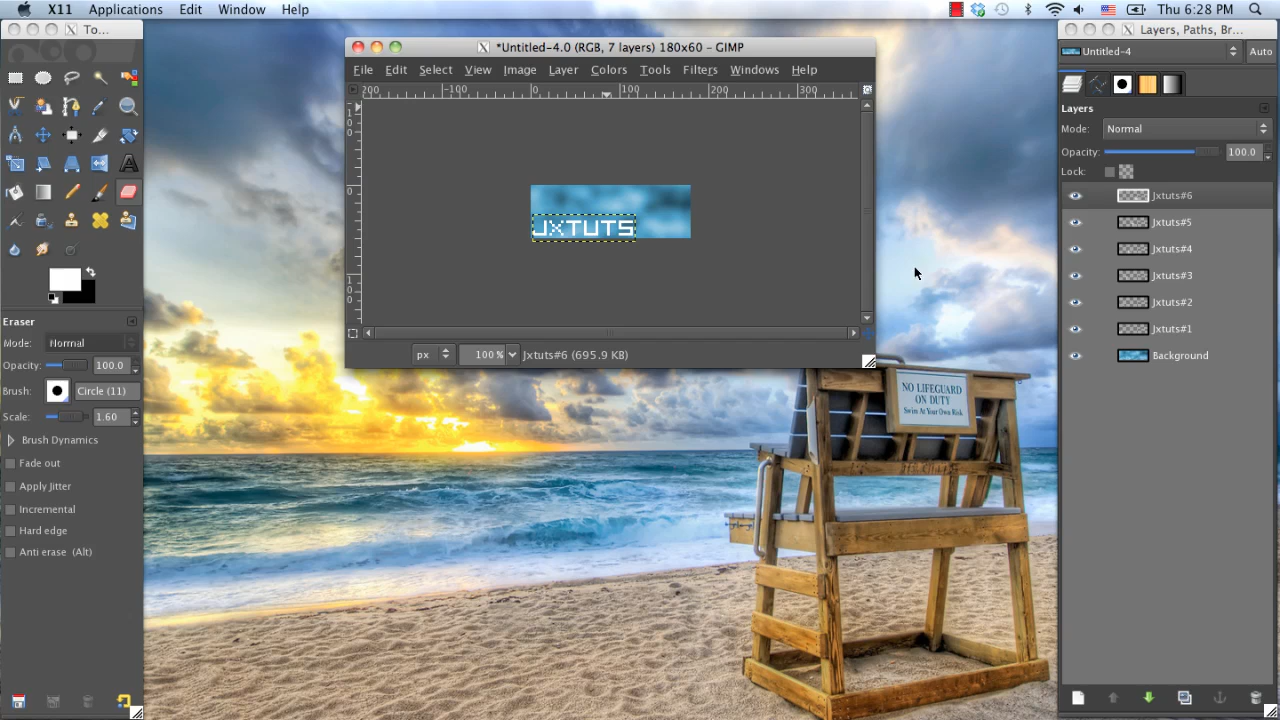 X11 Applications Edit Window Help Thu 6:28 PM
To...
*Untitled-4.0 (RGB, 7 layers) 180x60 – GIMP
Layers, Paths, Br...
File Edit Select View Image Layer Colors Tools Filters Windows Help
Untitled-4 Auto
200 -100 0 100 200 300
Layers
Mode: Normal
Opacity: 100.0
Lock:
Jxtuts#6
Jxtuts#5
Jxtuts#4
Jxtuts#3
Jxtuts#2
Jxtuts#1
Background
JXTUTS
px 100% Jxtuts#6 (695.9 KB)
Eraser
Mode: Normal
Opacity: 100.0
Brush: Circle (11)
Scale: 1.60
Brush Dynamics
Fade out
Apply Jitter
Incremental
Hard edge
Anti erase (Alt)
NO LIFEGUARD
ON DUTY
Swim At Your Own Risk